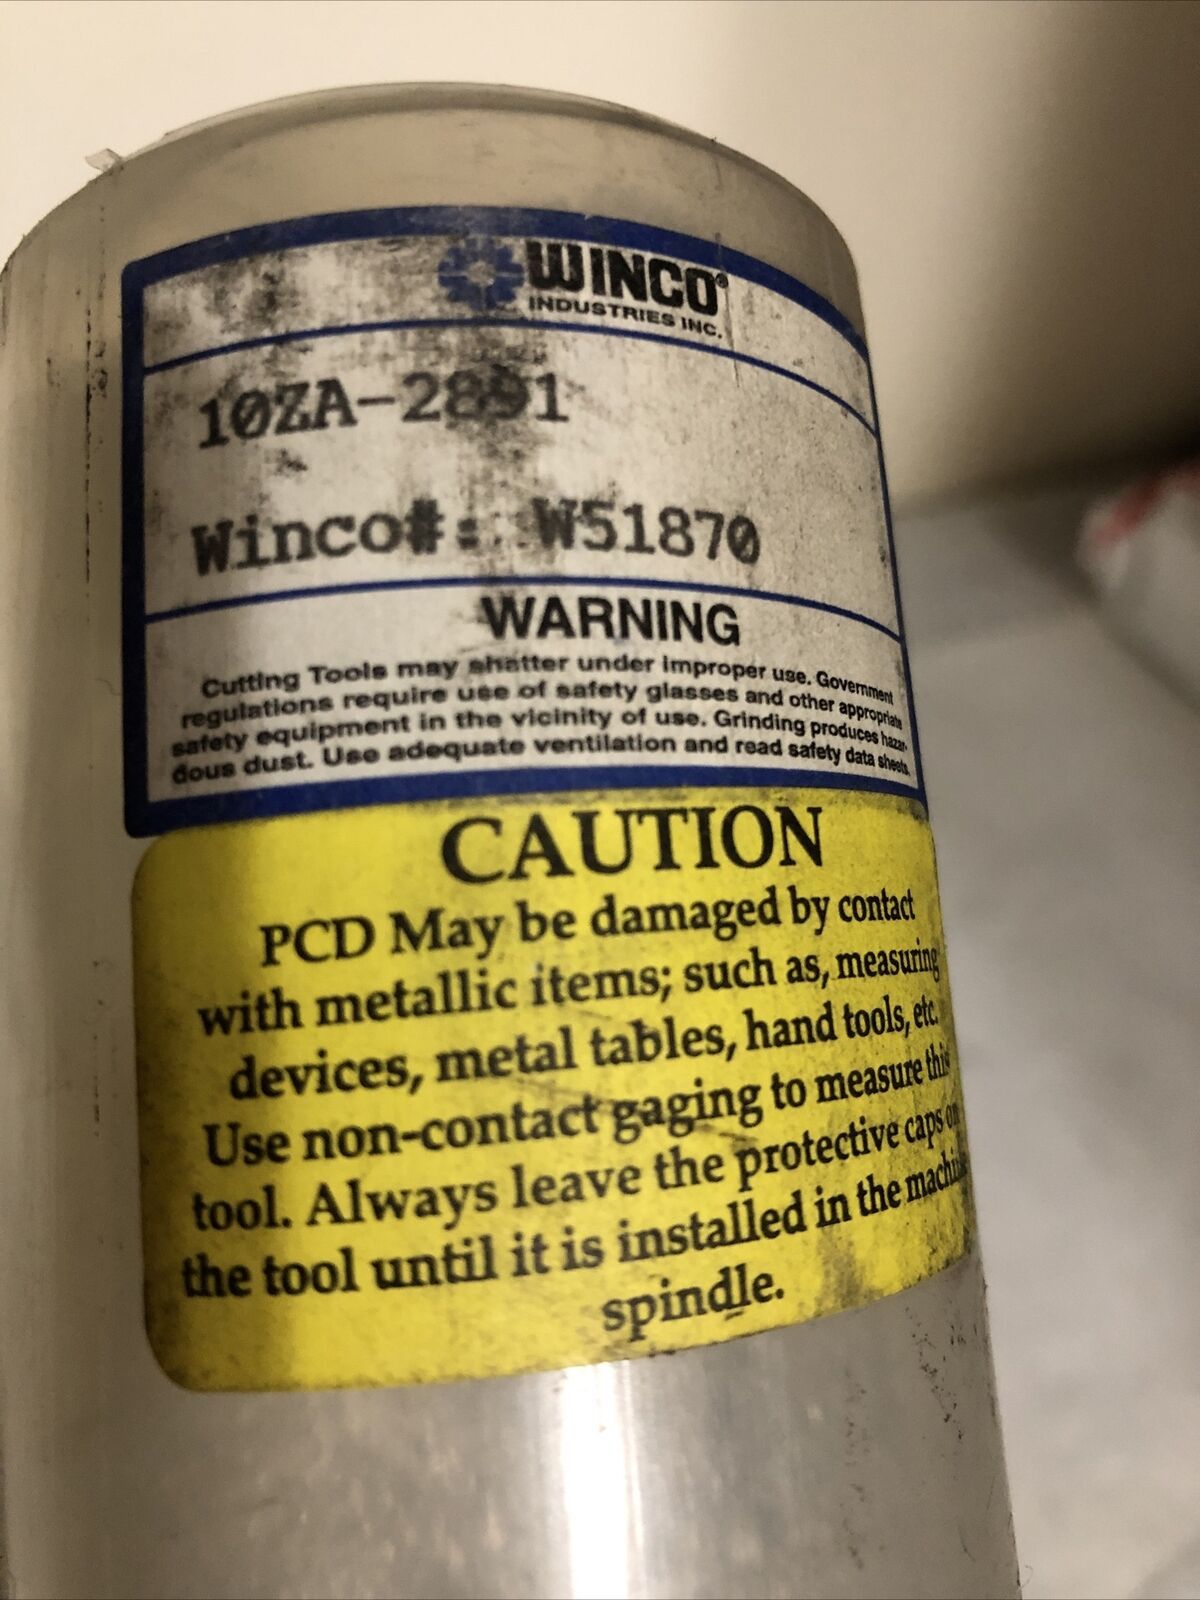 WINCO®
INDUSTRIES INC.
10ZA-2891
Winco#: W51870
WARNING
Cutting Tools may shatter under improper use. Government
regulations require use of safety glasses and other appropriate
safety equipment in the vicinity of use. Grinding produces hazar-
dous dust. Use adequate ventilation and read safety data sheets.
CAUTION
PCD May be damaged by contact
with metallic items; such as, measuring
devices, metal tables, hand tools, etc.
Use non-contact gaging to measure this
tool. Always leave the protective caps on
the tool until it is installed in the machine
spindle.